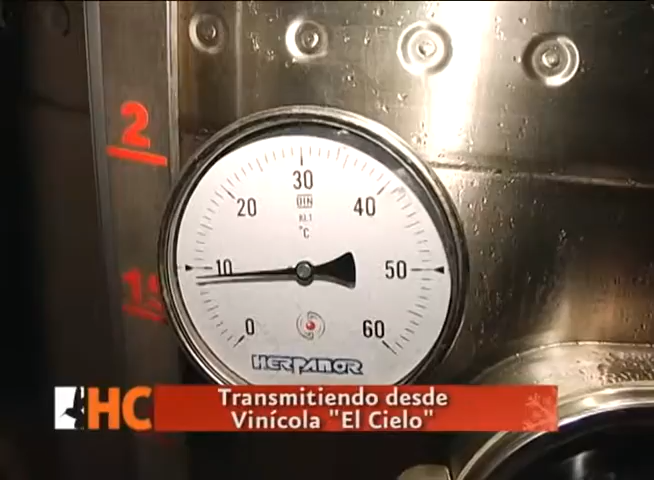 2
30
DIN
20
KL1
40
°C
10
50
0
60
HERPANOR
HC
Transmitiendo desde
Vinícola "El Cielo"